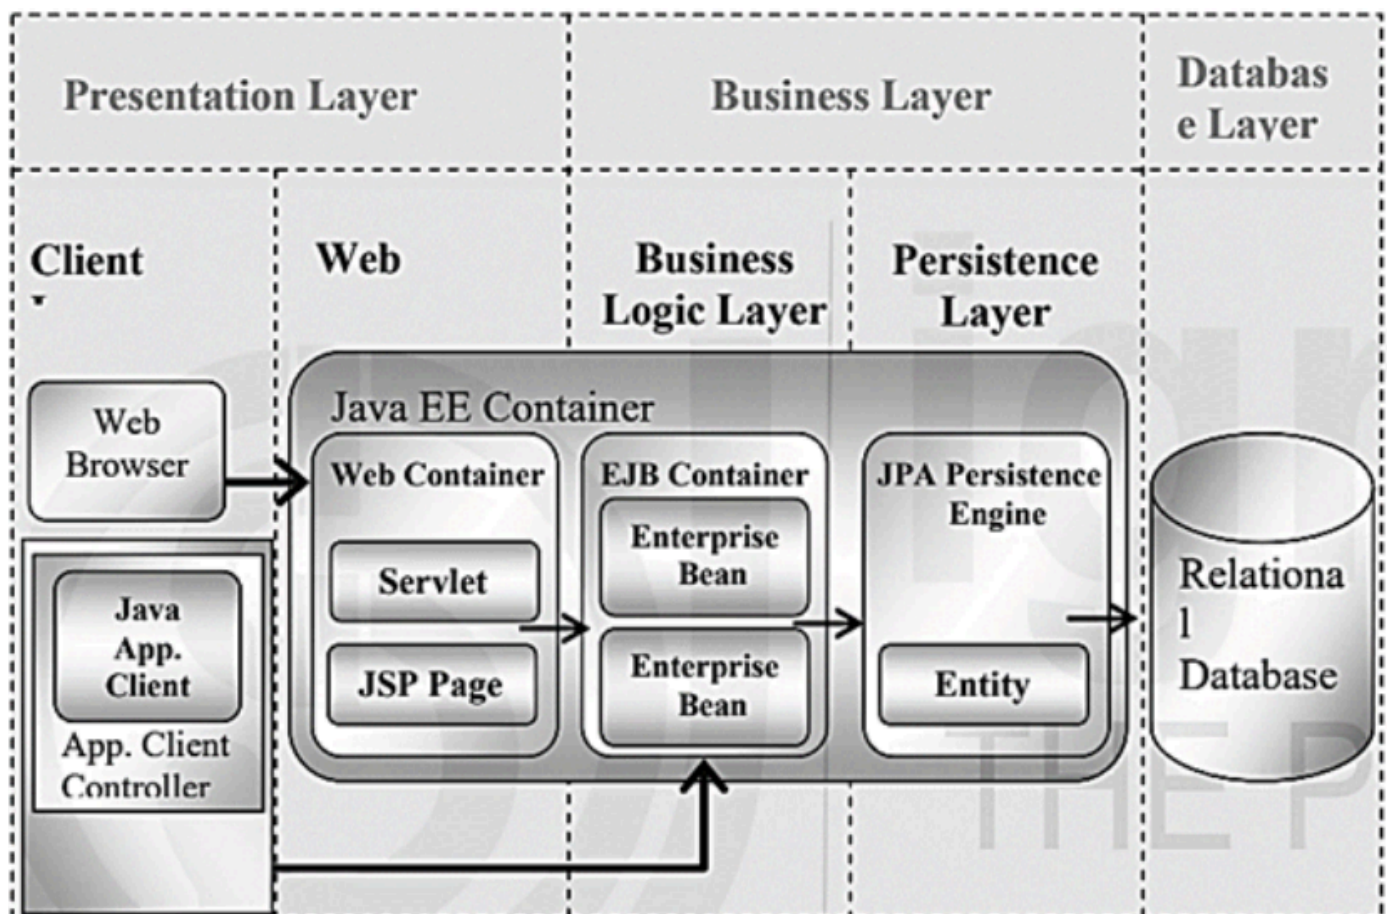 Presentation Layer
Business Layer
Databas
e Layer
Client
Web
Business
Logic Layer
Persistence
Layer
Java EE Container
Web
Browser
Web Container
Servlet
JSP Page
EJB Container
Enterprise
Bean
Enterprise
Bean
JPA Persistence
Engine
Entity
Relationa
l
Database
Java
App.
Client
App. Client
Controller
THE P